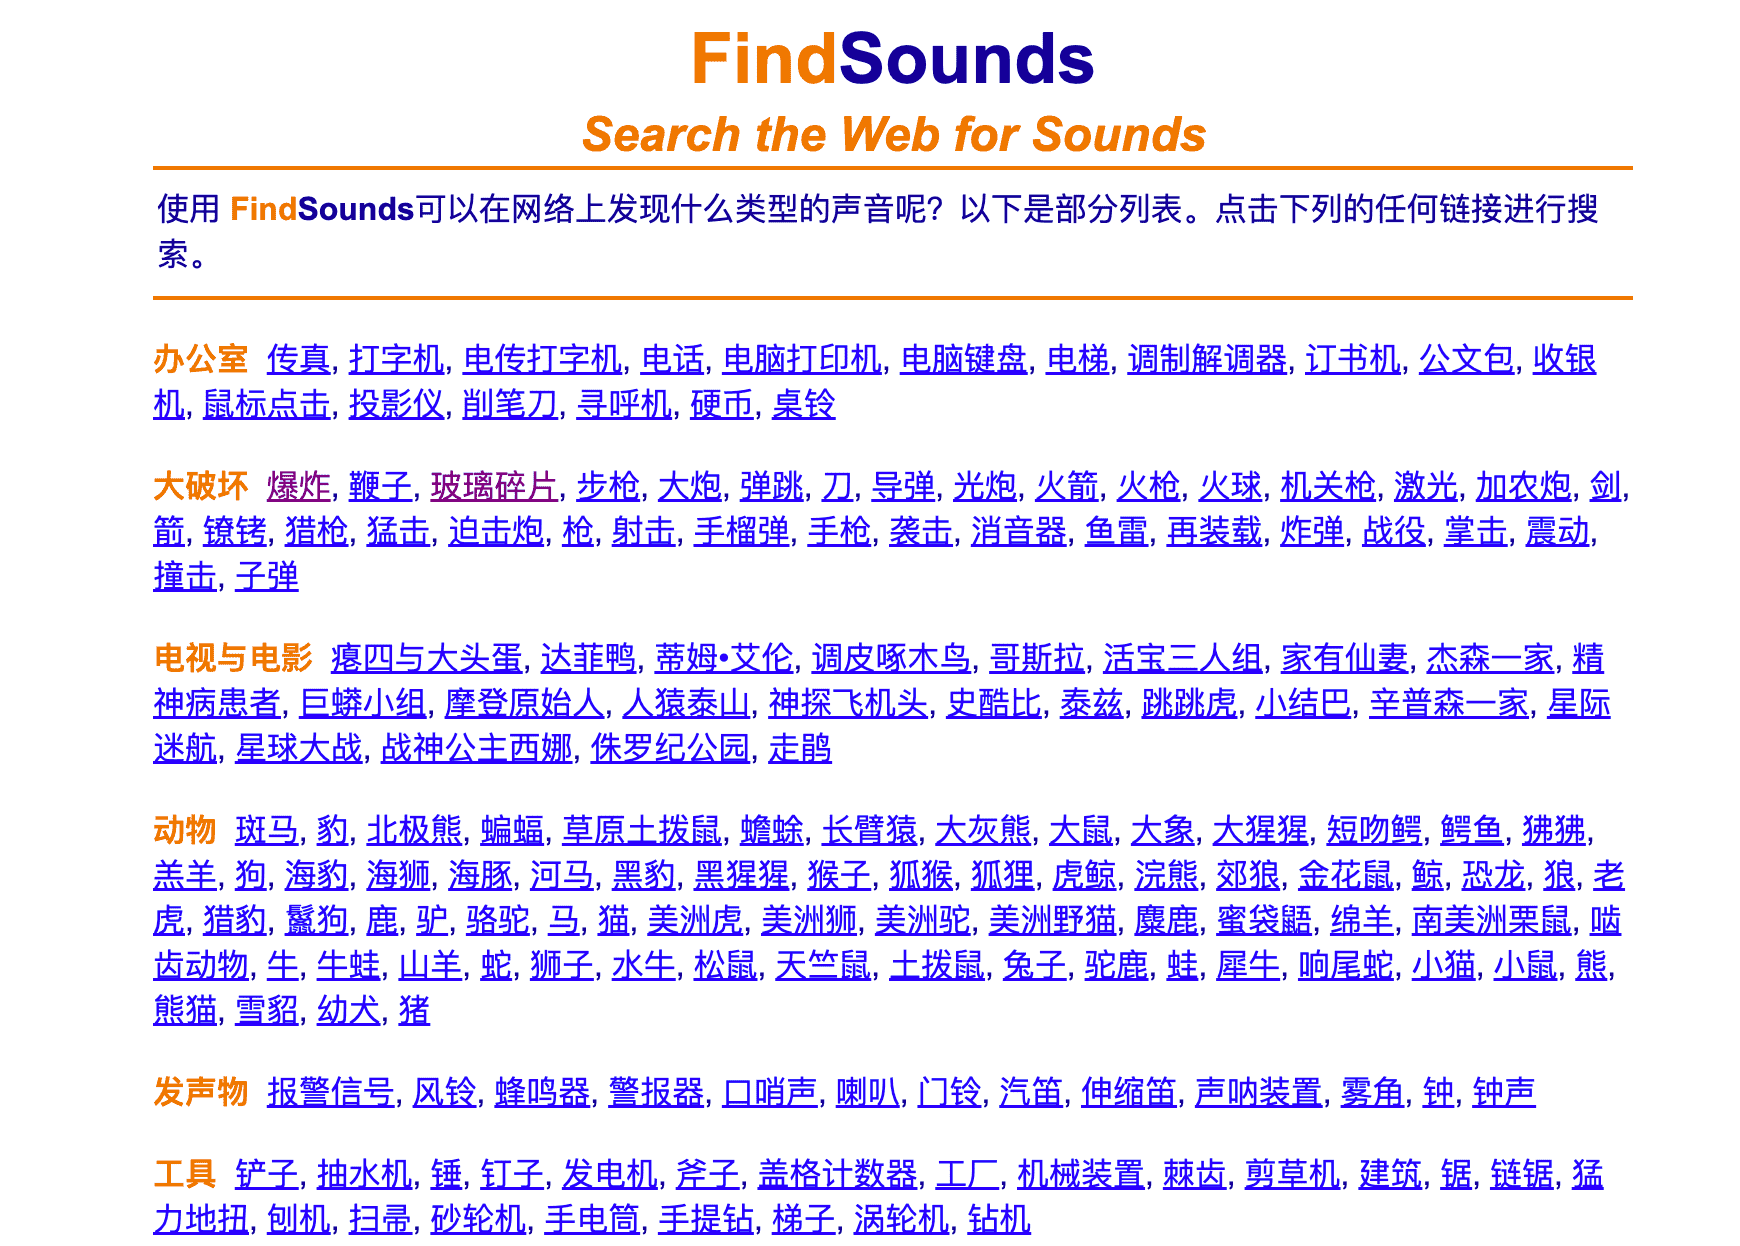 FindSounds
Search the Web for Sounds
使用 FindSounds可以在网络上发现什么类型的声音呢？以下是部分列表。点击下列的任何链接进行搜
索。
办公室 传真, 打字机, 电传打字机, 电话, 电脑打印机, 电脑键盘, 电梯, 调制解调器, 订书机, 公文包, 收银
机, 鼠标点击, 投影仪, 削笔刀, 寻呼机, 硬币, 桌铃
大破坏 爆炸, 鞭子, 玻璃碎片, 步枪, 大炮, 弹跳, 刀, 导弹, 光炮, 火箭, 火枪, 火球, 机关枪, 激光, 加农炮, 剑,
箭, 镣铐, 猎枪, 猛击, 迫击炮, 枪, 射击, 手榴弹, 手枪, 袭击, 消音器, 鱼雷, 再装载, 炸弹, 战役, 掌击, 震动,
撞击, 子弹
电视与电影 瘪四与大头蛋, 达菲鸭, 蒂姆•艾伦, 调皮啄木鸟, 哥斯拉, 活宝三人组, 家有仙妻, 杰森一家, 精
神病患者, 巨蟒小组, 摩登原始人, 人猿泰山, 神探飞机头, 史酷比, 泰兹, 跳跳虎, 小结巴, 辛普森一家, 星际
迷航, 星球大战, 战神公主西娜, 侏罗纪公园, 走鹃
动物 斑马, 豹, 北极熊, 蝙蝠, 草原土拨鼠, 蟾蜍, 长臂猿, 大灰熊, 大鼠, 大象, 大猩猩, 短吻鳄, 鳄鱼, 狒狒,
羔羊, 狗, 海豹, 海狮, 海豚, 河马, 黑豹, 黑猩猩, 猴子, 狐猴, 狐狸, 虎鲸, 浣熊, 郊狼, 金花鼠, 鲸, 恐龙, 狼, 老
虎, 猎豹, 鬣狗, 鹿, 驴, 骆驼, 马, 猫, 美洲虎, 美洲狮, 美洲驼, 美洲野猫, 麋鹿, 蜜袋鼯, 绵羊, 南美洲栗鼠, 啮
齿动物, 牛, 牛蛙, 山羊, 蛇, 狮子, 水牛, 松鼠, 天竺鼠, 土拨鼠, 兔子, 驼鹿, 蛙, 犀牛, 响尾蛇, 小猫, 小鼠, 熊,
熊猫, 雪貂, 幼犬, 猪
发声物 报警信号, 风铃, 蜂鸣器, 警报器, 口哨声, 喇叭, 门铃, 汽笛, 伸缩笛, 声呐装置, 雾角, 钟, 钟声
工具 铲子, 抽水机, 锤, 钉子, 发电机, 斧子, 盖格计数器, 工厂, 机械装置, 棘齿, 剪草机, 建筑, 锯, 链锯, 猛
力地扭, 刨机, 扫帚, 砂轮机, 手电筒, 手提钻, 梯子, 涡轮机, 钻机